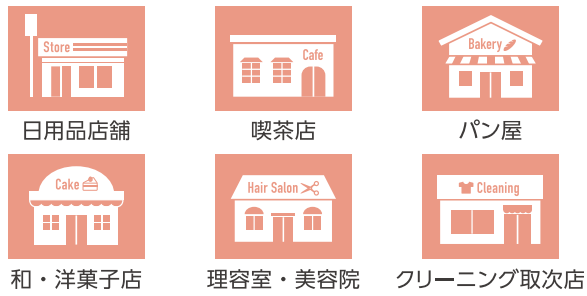 Store
Cafe
Bakery
日用品店舗
喫茶店
パン屋
Cake
Hair Salon
Cleaning
和・洋菓子店
理容室・美容院
クリーニング取次店